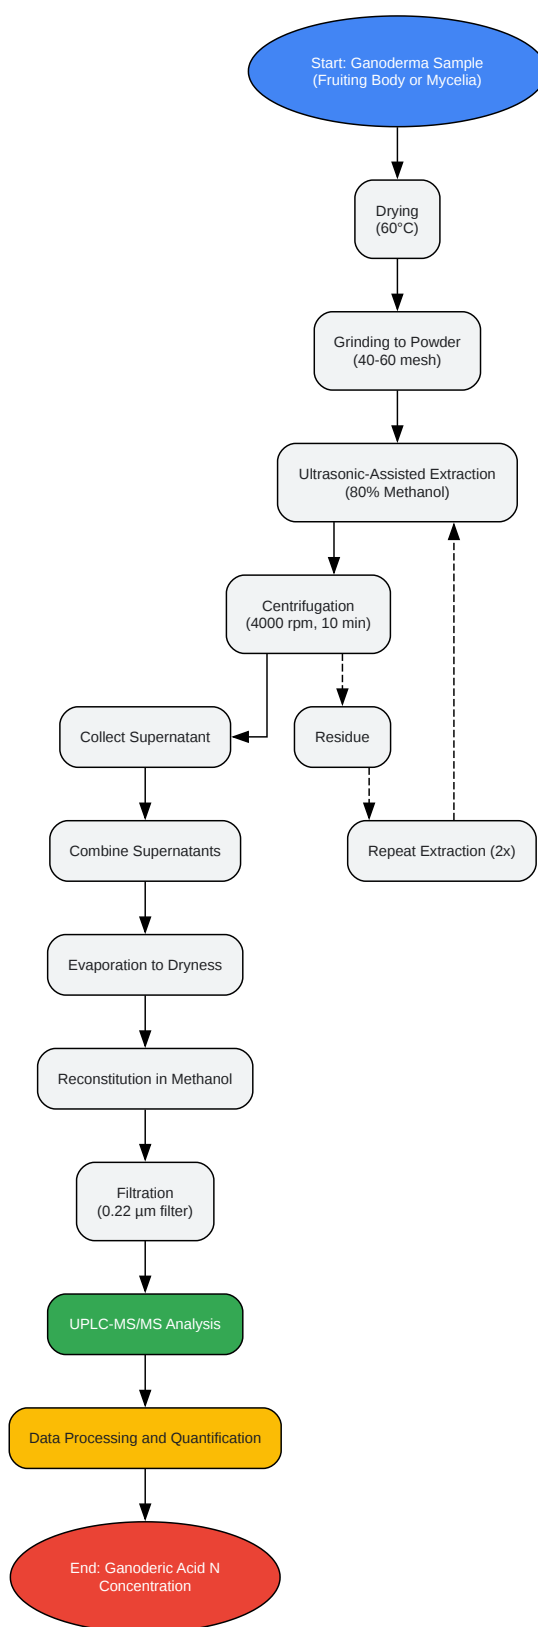 Start: Ganoderma Sample
(Fruiting Body or Mycelia)
Drying
(60°C)
Grinding to Powder
(40-60 mesh)
Ultrasonic-Assisted Extraction
(80% Methanol)
Centrifugation
(4000 rpm, 10 min)
Collect Supernatant
Residue
Combine Supernatants
Repeat Extraction (2x)
Evaporation to Dryness
Reconstitution in Methanol
Filtration
(0.22 µm filter)
UPLC-MS/MS Analysis
Data Processing and Quantification
End: Ganoderic Acid N
Concentration